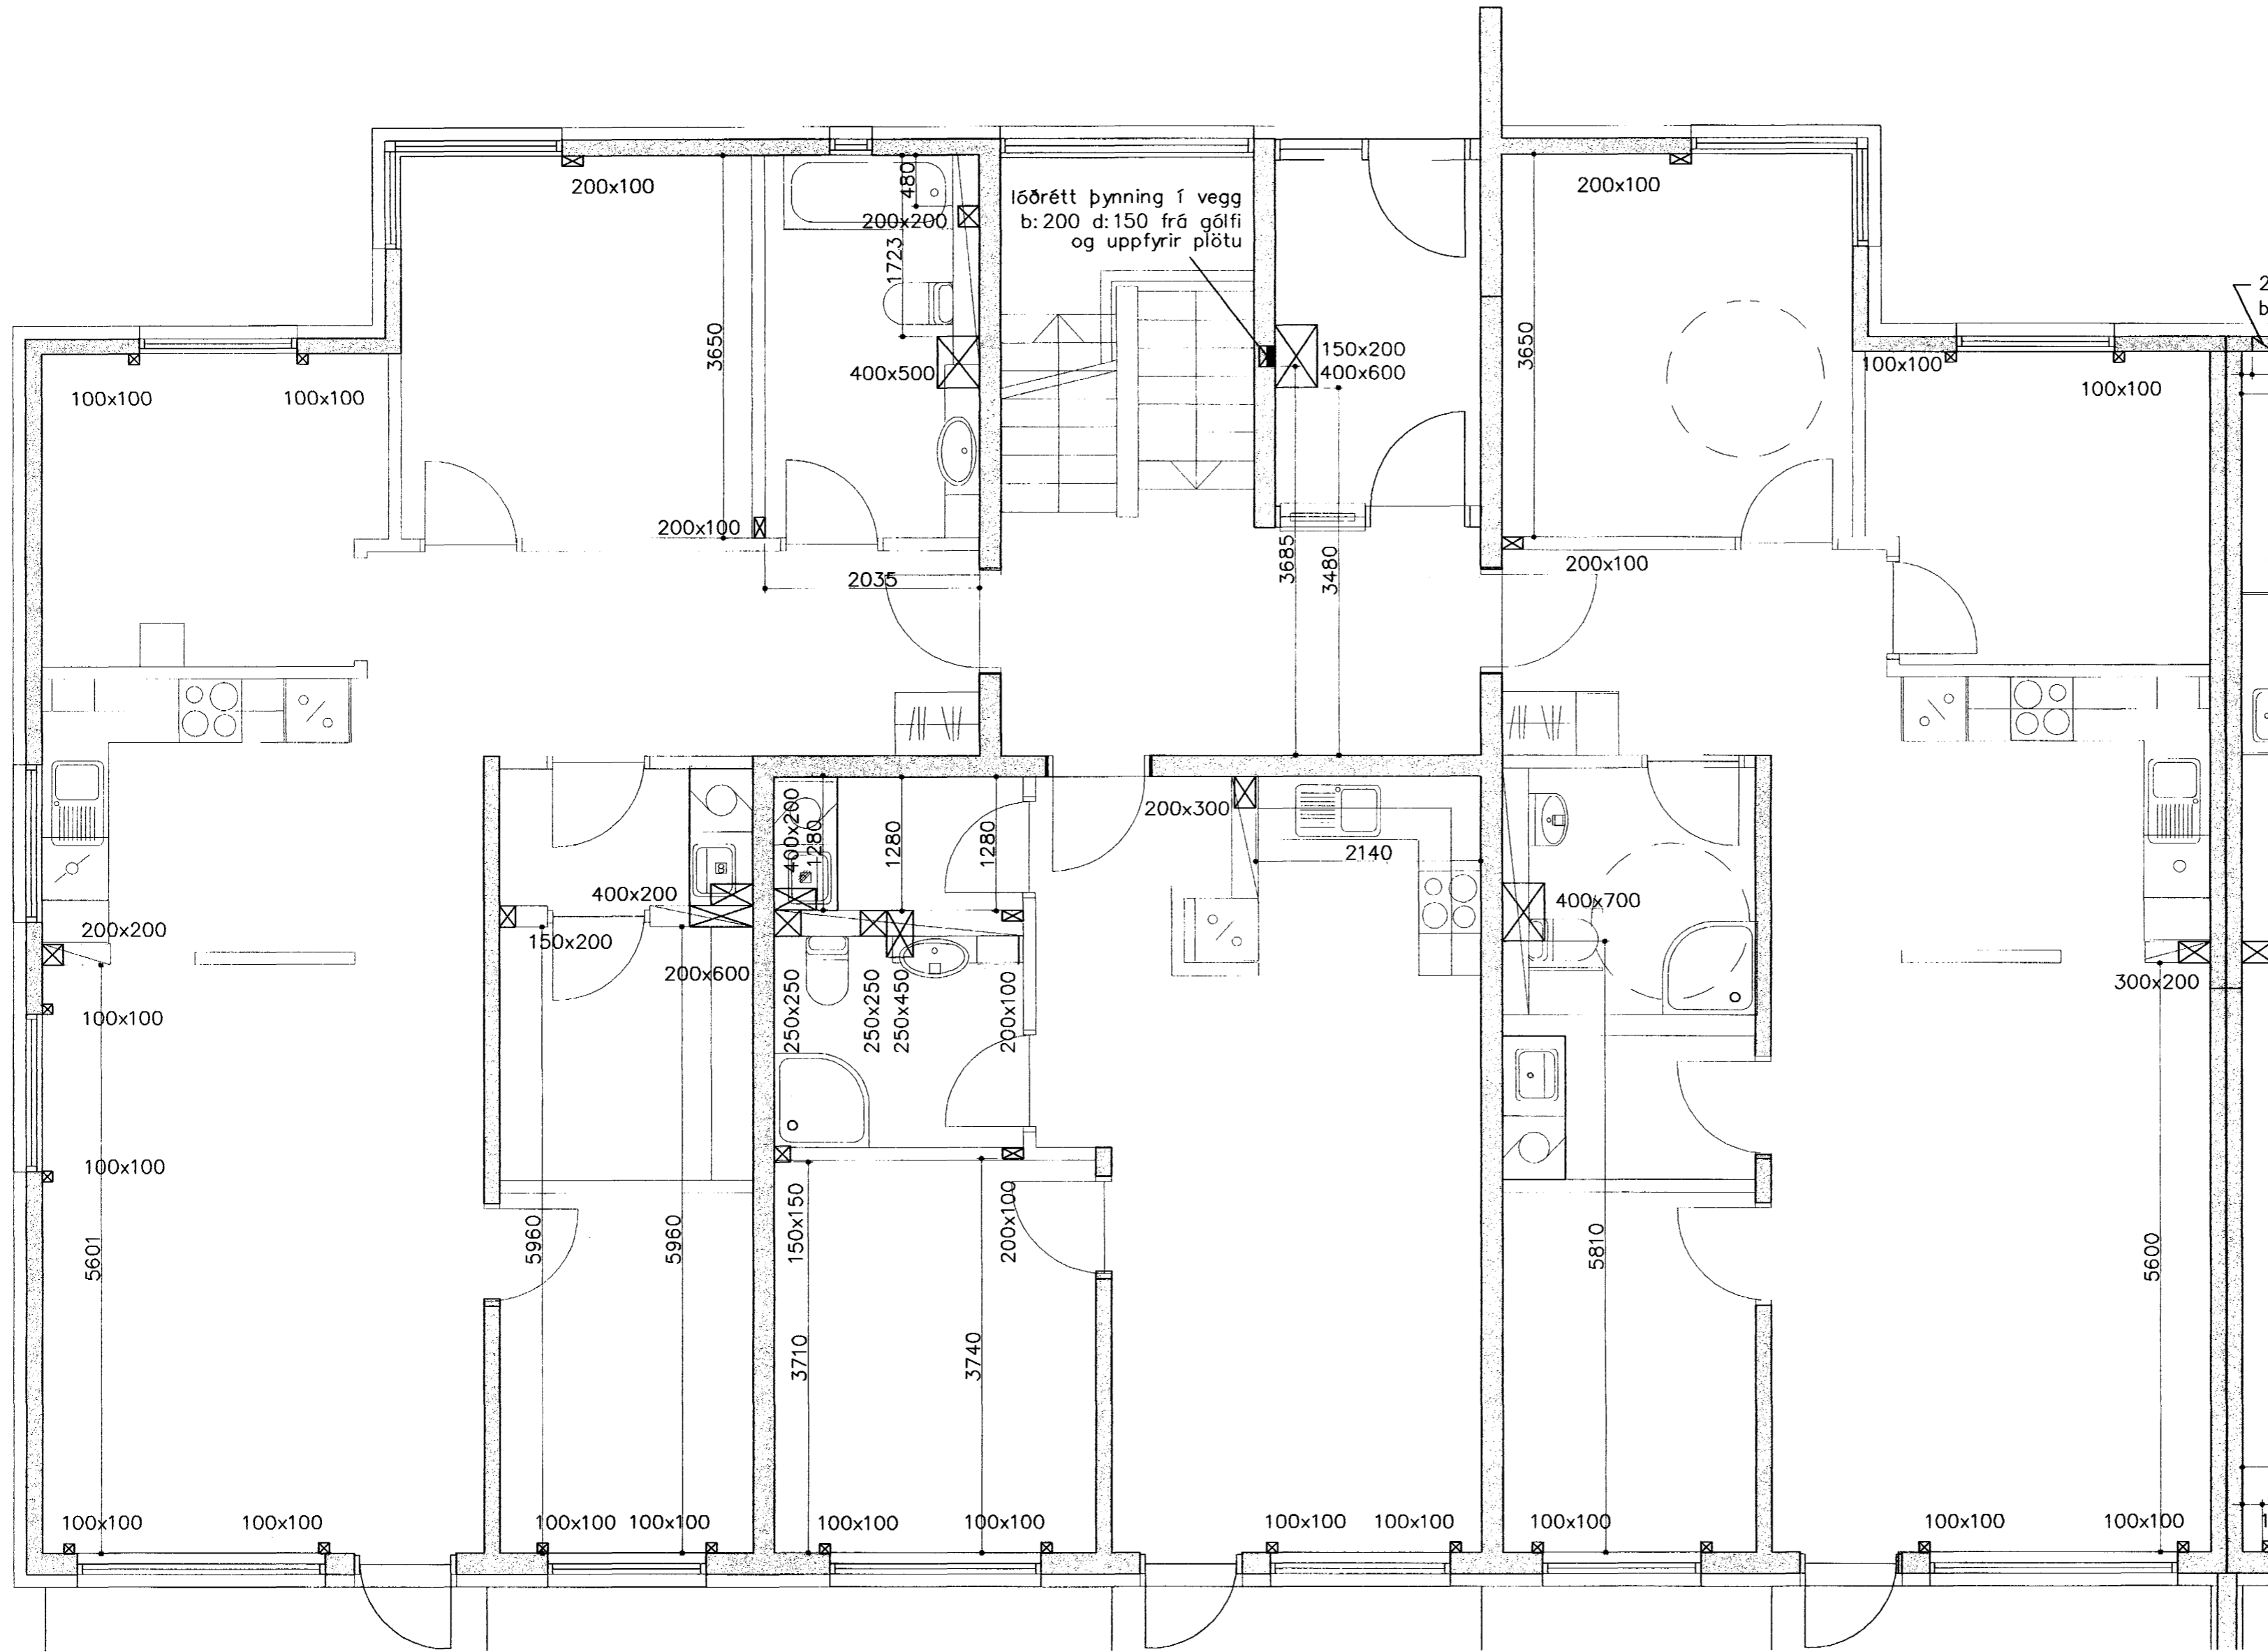 200x100
480
200x200
1723
lóðrétt þynning í vegg
b:200 d:150 frá gólfi
og uppfyrir plötu
200x100
2
b
3650
400x500
150x200
400x600
3650
100x100
100x100
100x100
100x100
200x100
2035
3685
3480
200x100
400x200
1280
1280
1280
200x300
2140
400x200
150x200
200x600
400x700
200x200
300x200
250x250
250x250
250x450
200x100
100x100
100x100
5601
5960
5960
150x150
200x100
3710
3740
5810
5600
100x100
100x100
100x100
100x100
100x100
100x100
100x100
100x100
100x100
100x100
100x100
1